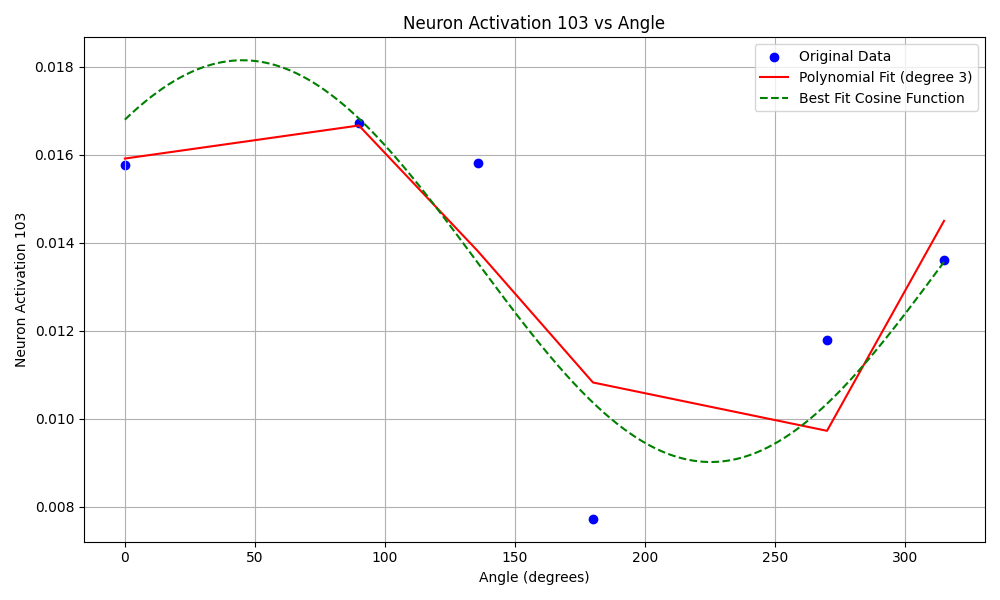 Neuron Activation 103 vs Angle
Original Data
Polynomial Fit (degree 3)
Best Fit Cosine Function
Neuron Activation 103
0.018
0.016
0.014
0.012
0.010
0.008
0
50
100
150
200
250
300
Angle (degrees)